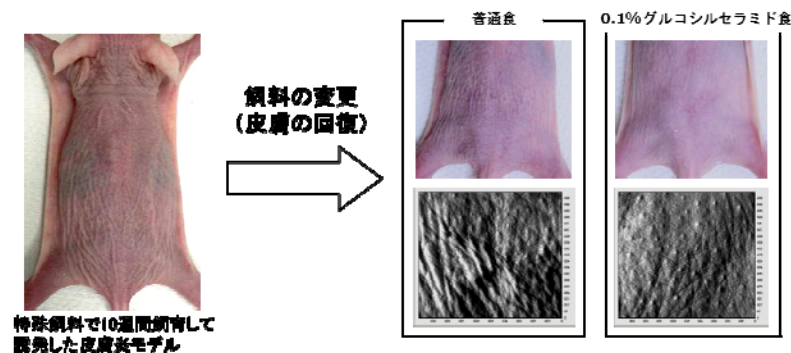 普通食
0.1%グルコシルセラミド食
飼料の変更
(皮膚の回復)
特殊飼料で10週間飼育して
誘発した皮膚炎モデル